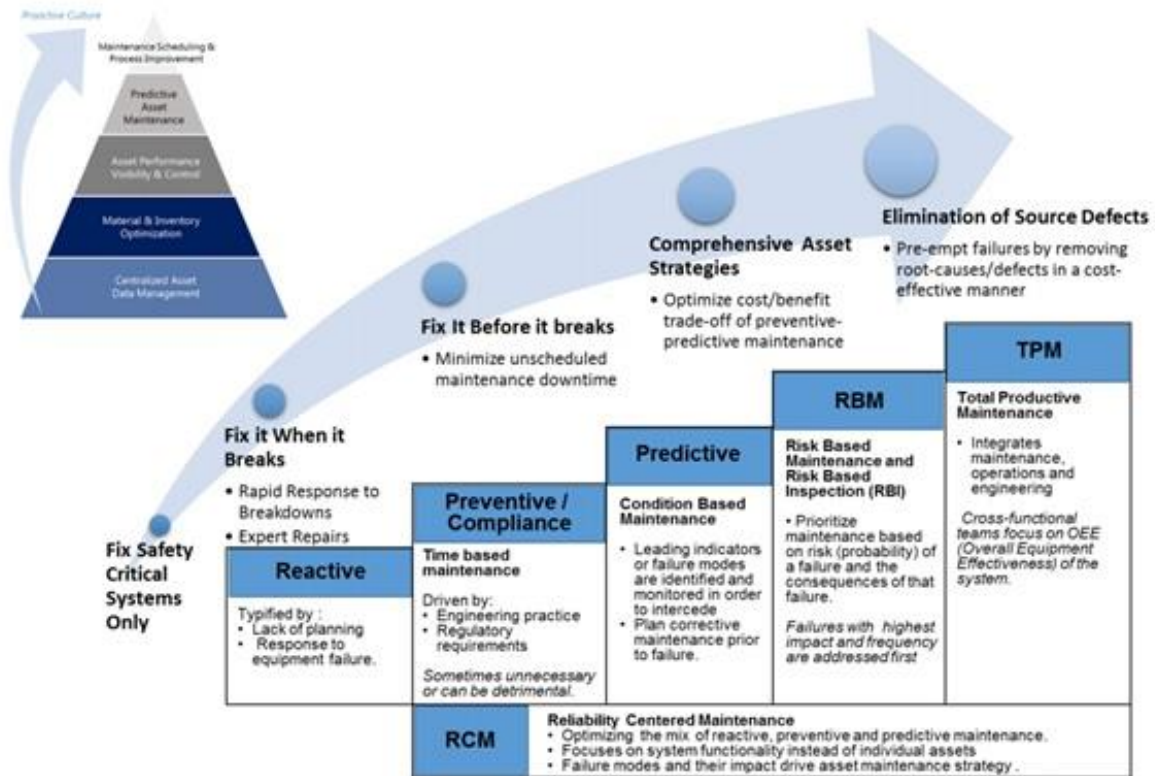 Proactive Culture
Maintenance Scheduling &
Process Improvement
Predictive
Asset
Maintenance
Asset Performance
Visibility & Control
Material & Inventory
Optimization
Centralized Asset
Data Management
Fix Safety
Critical
Systems
Only
Fix it When it
Breaks
• Rapid Response to
Breakdowns
• Expert Repairs
Fix It Before it breaks
• Minimize unscheduled
maintenance downtime
Comprehensive Asset
Strategies
• Optimize cost/benefit
trade-off of preventive-
predictive maintenance
Elimination of Source Defects
• Pre-empt failures by removing
root-causes/defects in a cost-
effective manner
Reactive
Typified by :
• Lack of planning
• Response to
equipment failure.
Preventive /
Compliance
Time based
maintenance
Driven by:
• Engineering practice
• Regulatory
requirements
Sometimes unnecessary
or can be detrimental.
Predictive
Condition Based
Maintenance
• Leading indicators
or failure modes
are identified and
monitored in order
to intercede
• Plan corrective
maintenance prior
to failure.
RBM
Risk Based
Maintenance and
Risk Based
Inspection (RBI)
• Prioritize
maintenance based
on risk (probability) of
a failure and the
consequences of that
failure.
Failures with highest
impact and frequency
are addressed first
TPM
Total Productive
Maintenance
• Integrates
maintenance,
operations and
engineering
Cross-functional
teams focus on OEE
(Overall Equipment
Effectiveness) of the
system.
RCM
Reliability Centered Maintenance
• Optimizing the mix of reactive, preventive and predictive maintenance.
• Focuses on system functionality instead of individual assets
• Failure modes and their impact drive asset maintenance strategy .